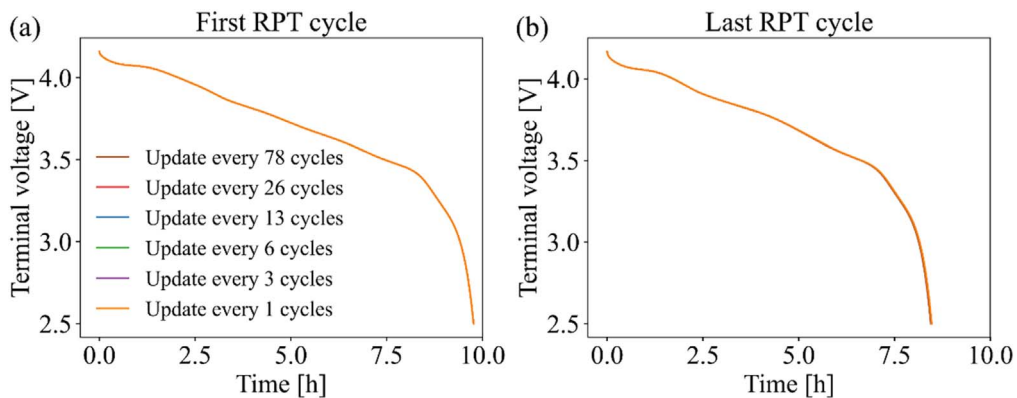 (a)
First RPT cycle
Terminal voltage [V]
4.0
3.5
3.0
2.5
Update every 78 cycles
Update every 26 cycles
Update every 13 cycles
Update every 6 cycles
Update every 3 cycles
Update every 1 cycles
0.0 2.5 5.0 7.5 10.0
Time [h]
(b)
Last RPT cycle
Terminal voltage [V]
4.0
3.5
3.0
2.5
0.0 2.5 5.0 7.5 10.0
Time [h]